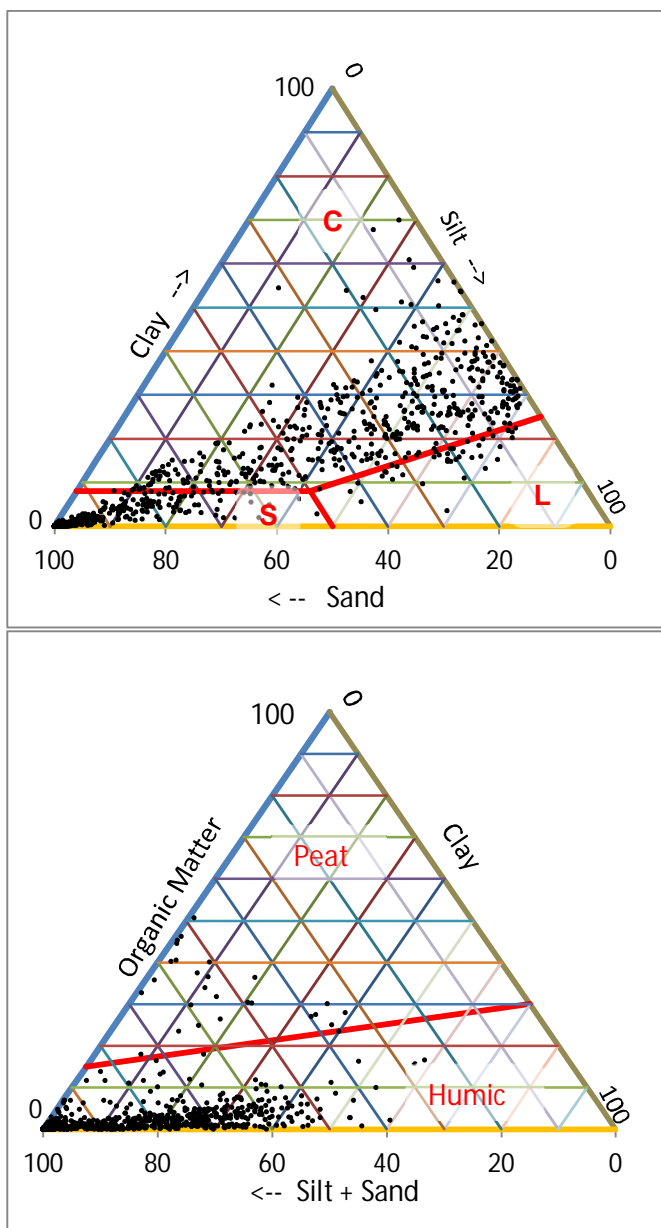 100 0
C
Silt -->
Clay -->
L
S
100
0
100 80 60 40 20 0
< -- Sand
100 0
Clay
Peat
Organic Matter
Humic
100
0
100 80 60 40 20 0
<-- Silt + Sand